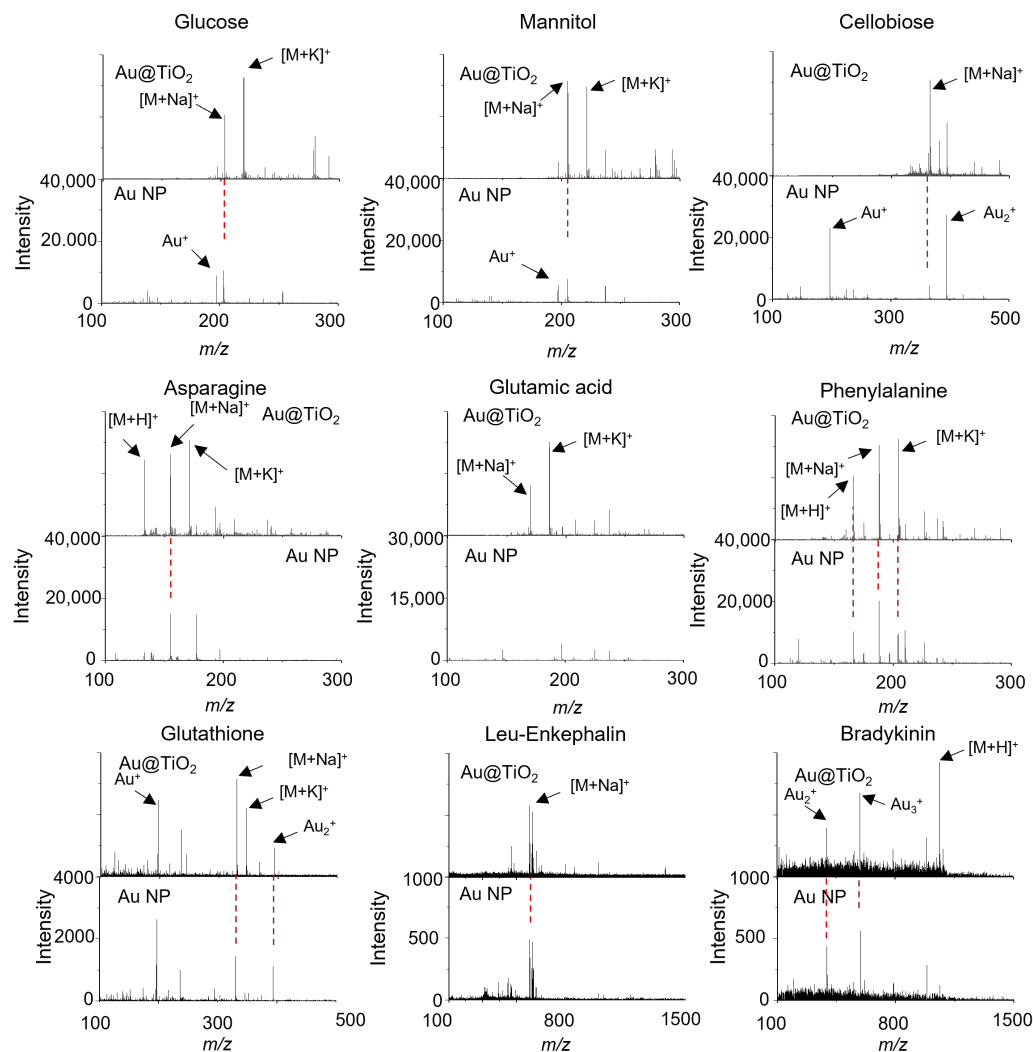 Glucose
[M+K]⁺
Au@TiO₂
[M+Na]⁺
40,000
Au NP
20.000
Au⁺
0
100
200
300
Intensity
m/z
Mannitol
Au@TiO₂
[M+K]⁺
[M+Na]⁺
40,000
Au NP
20,000
Au⁺
0
100
200
300
Intensity
m/z
Cellobiose
Au@TiO₂
[M+Na]⁺
40,000
Au NP
Au⁺
Au₂⁺
20,000
0
100
300
500
Intensity
m/z
Asparagine
[M+Na]⁺
[M+H]⁺
Au@TiO₂
[M+K]⁺
40,000
Au NP
20,000
0
100
200
300
Intensity
m/z
Glutamic acid
Au@TiO₂
[M+K]⁺
[M+Na]⁺
30,000
Au NP
15,000
0
100
200
300
Intensity
m/z
Phenylalanine
Au@TiO₂
[M+K]⁺
[M+Na]⁺
[M+H]⁺
40,000
Au NP
20,000
0
100
200
300
Intensity
m/z
Glutathione
[M+Na]⁺
Au@TiO₂
Au⁺
[M+K]⁺
Au₂⁺
4000
Au NP
2000
0
100
300
500
Intensity
m/z
Leu-Enkephalin
Au@TiO₂
[M+Na]⁺
1000
Au NP
500
0
100
800
1500
Intensity
m/z
Bradykinin
[M+H]⁺
Au@TiO₂
Au₂⁺
Au₃⁺
1000
Au NP
500
0
100
800
1500
Intensity
m/z